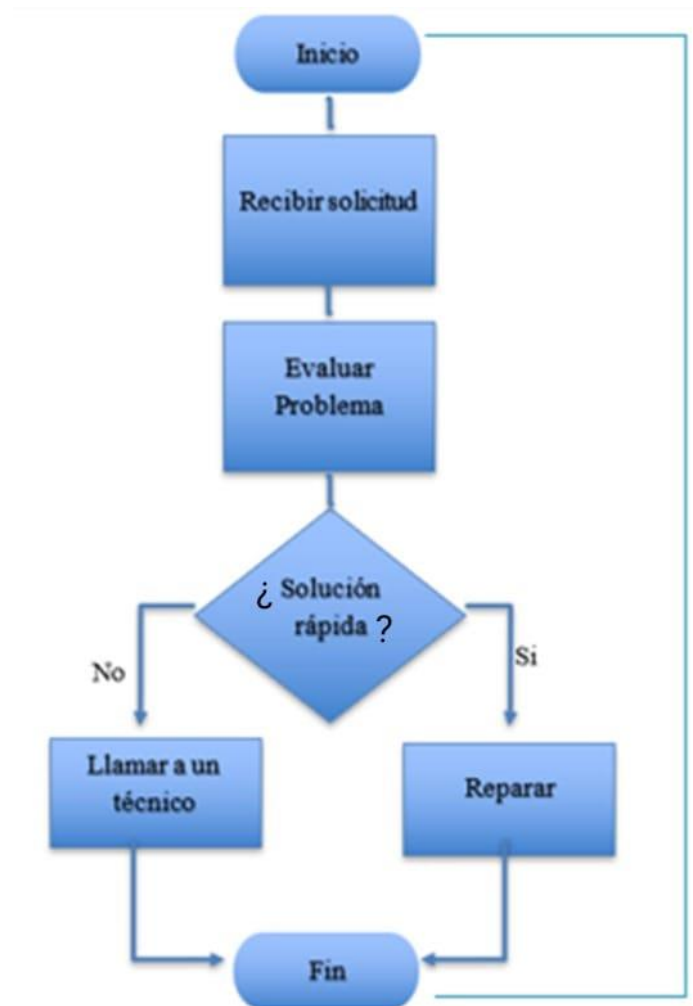 Inicio
Recibir solicitud
Evaluar
Problema
¿ Solución
rápida ?
No
Si
Llamar a un
técnico
Reparar
Fin